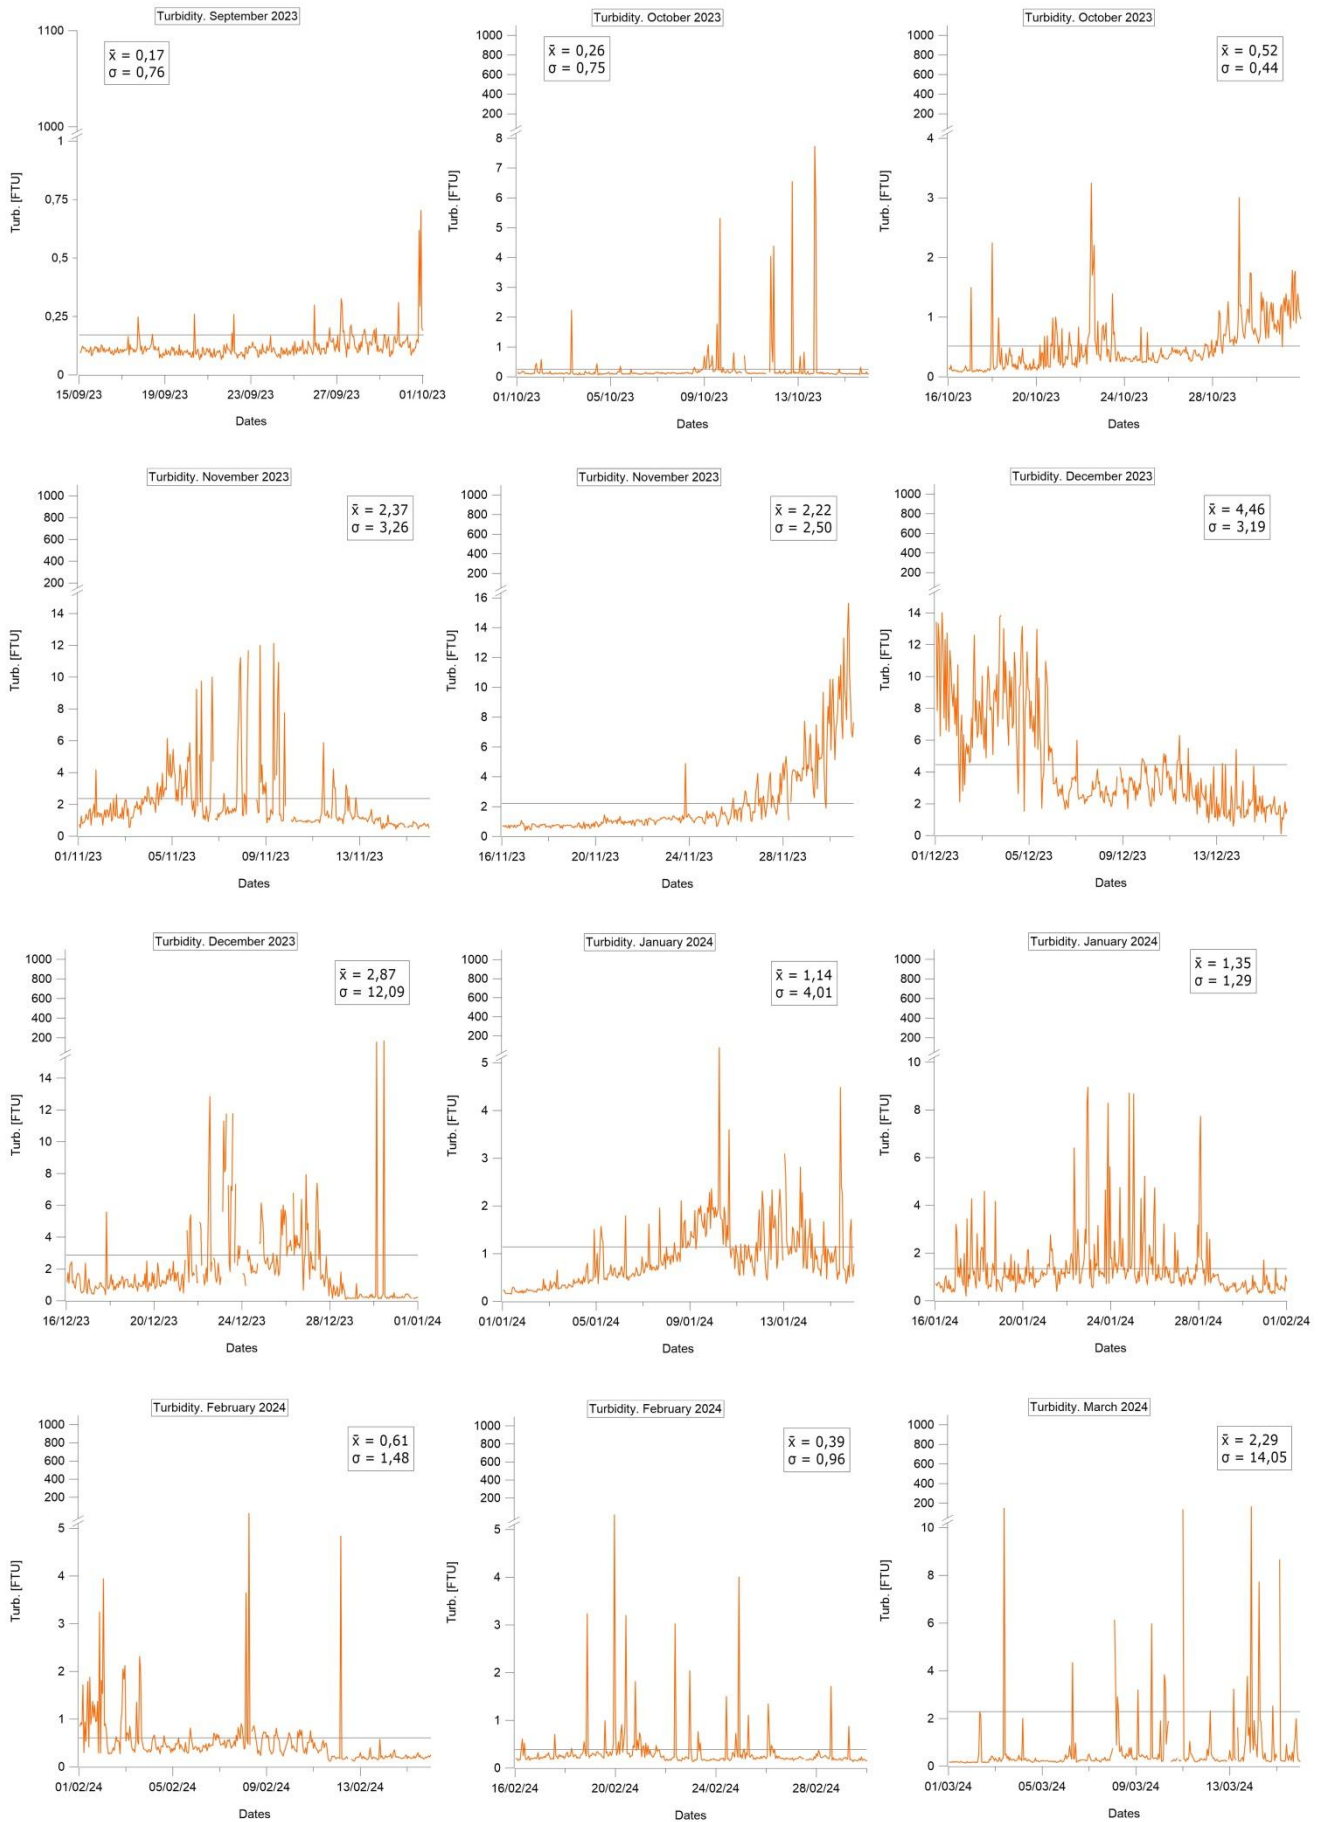 Turbidity. September 2023
1100
x̄ = 0,17
σ = 0,76
1000
1
0,75
0,5
0,25
0
Turb. [FTU]
15/09/23 19/09/23 23/09/23 27/09/23 01/10/23
Dates
Turbidity. October 2023
1000
800
600
400
200
x̄ = 0,26
σ = 0,75
8
7
6
5
4
3
2
1
0
Turb. [FTU]
01/10/23 05/10/23 09/10/23 13/10/23
Dates
Turbidity. October 2023
1000
800
600
400
200
x̄ = 0,52
σ = 0,44
4
3
2
1
0
Turb. [FTU]
16/10/23 20/10/23 24/10/23 28/10/23
Dates
Turbidity. November 2023
1000
800
600
400
200
x̄ = 2,37
σ = 3,26
14
12
10
8
6
4
2
0
Turb. [FTU]
01/11/23 05/11/23 09/11/23 13/11/23
Dates
Turbidity. November 2023
1000
800
600
400
200
x̄ = 2,22
σ = 2,50
16
14
12
10
8
6
4
2
0
Turb. [FTU]
16/11/23 20/11/23 24/11/23 28/11/23
Dates
Turbidity. December 2023
1000
800
600
400
200
x̄ = 4,46
σ = 3,19
14
12
10
8
6
4
2
0
Turb. [FTU]
01/12/23 05/12/23 09/12/23 13/12/23
Dates
Turbidity. December 2023
1000
800
600
400
200
x̄ = 2,87
σ = 12,09
14
12
10
8
6
4
2
0
Turb. [FTU]
16/12/23 20/12/23 24/12/23 28/12/23 01/01/24
Dates
Turbidity. January 2024
1000
800
600
400
200
x̄ = 1,14
σ = 4,01
5
4
3
2
1
0
Turb. [FTU]
01/01/24 05/01/24 09/01/24 13/01/24
Dates
Turbidity. January 2024
1000
800
600
400
200
x̄ = 1,35
σ = 1,29
10
8
6
4
2
0
Turb. [FTU]
16/01/24 20/01/24 24/01/24 28/01/24 01/02/24
Dates
Turbidity. February 2024
1000
800
600
400
200
x̄ = 0,61
σ = 1,48
5
4
3
2
1
0
Turb. [FTU]
01/02/24 05/02/24 09/02/24 13/02/24
Dates
Turbidity. February 2024
1000
800
600
400
200
x̄ = 0,39
σ = 0,96
5
4
3
2
1
0
Turb. [FTU]
16/02/24 20/02/24 24/02/24 28/02/24
Dates
Turbidity. March 2024
1000
800
600
400
200
x̄ = 2,29
σ = 14,05
10
8
6
4
2
0
Turb. [FTU]
01/03/24 05/03/24 09/03/24 13/03/24
Dates